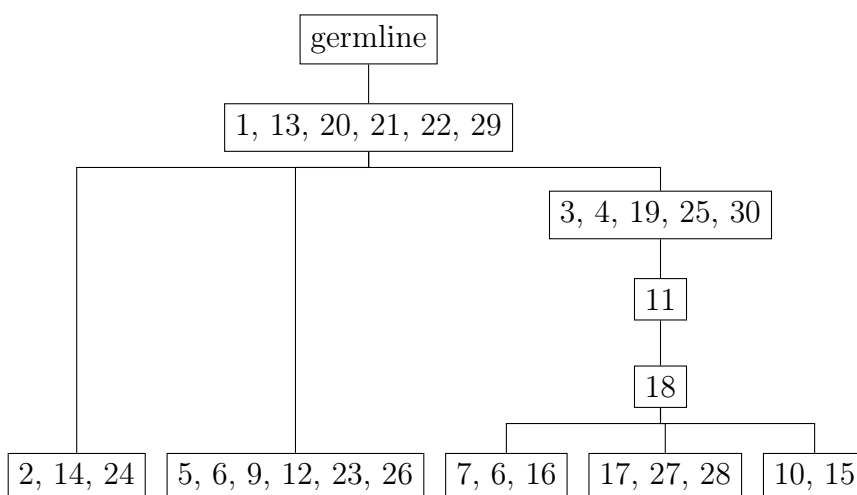 germline
1, 13, 20, 21, 22, 29
3, 4, 19, 25, 30
11
18
2, 14, 24
5, 6, 9, 12, 23, 26
7, 6, 16
17, 27, 28
10, 15